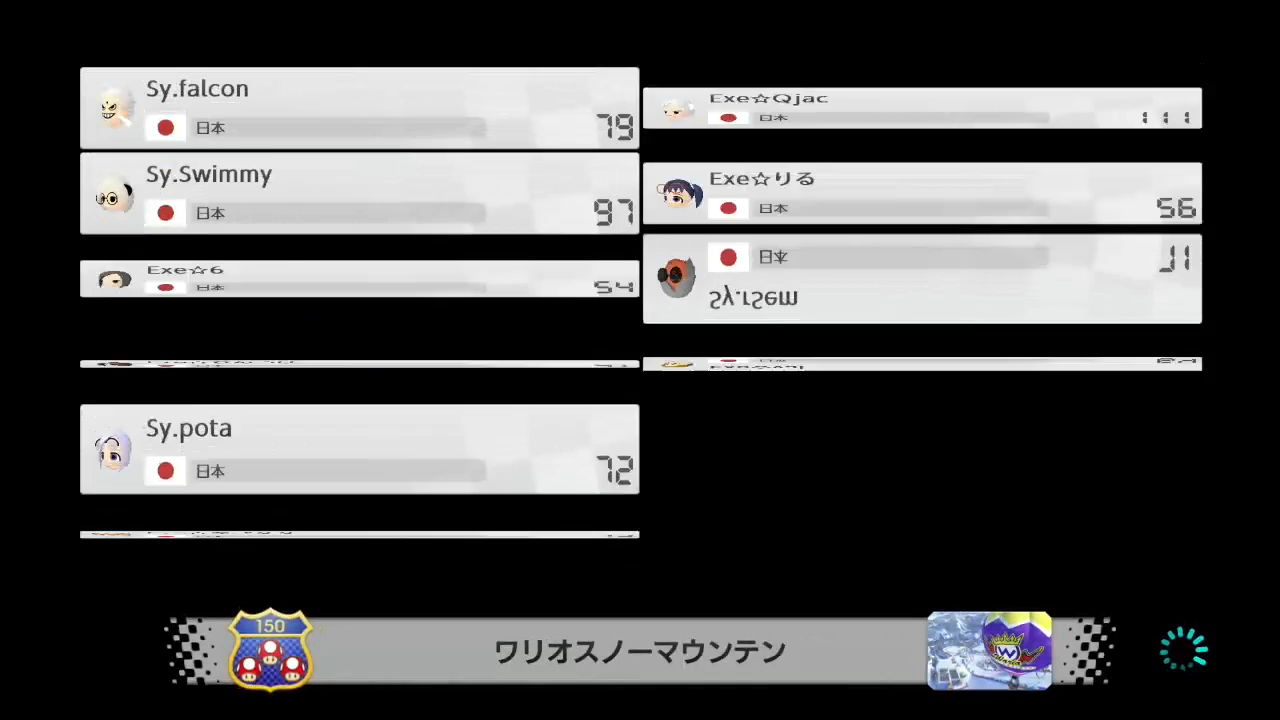 Sy.falcon
日本
79
Sy.Swimmy
日本
97
Exe☆6
日本
54
Sy.pota
日本
72
Exe☆Qjac
日本
111
Exe☆りる
日本
56
日本
Sy.rSem
150
ワリオスノーマウンテン